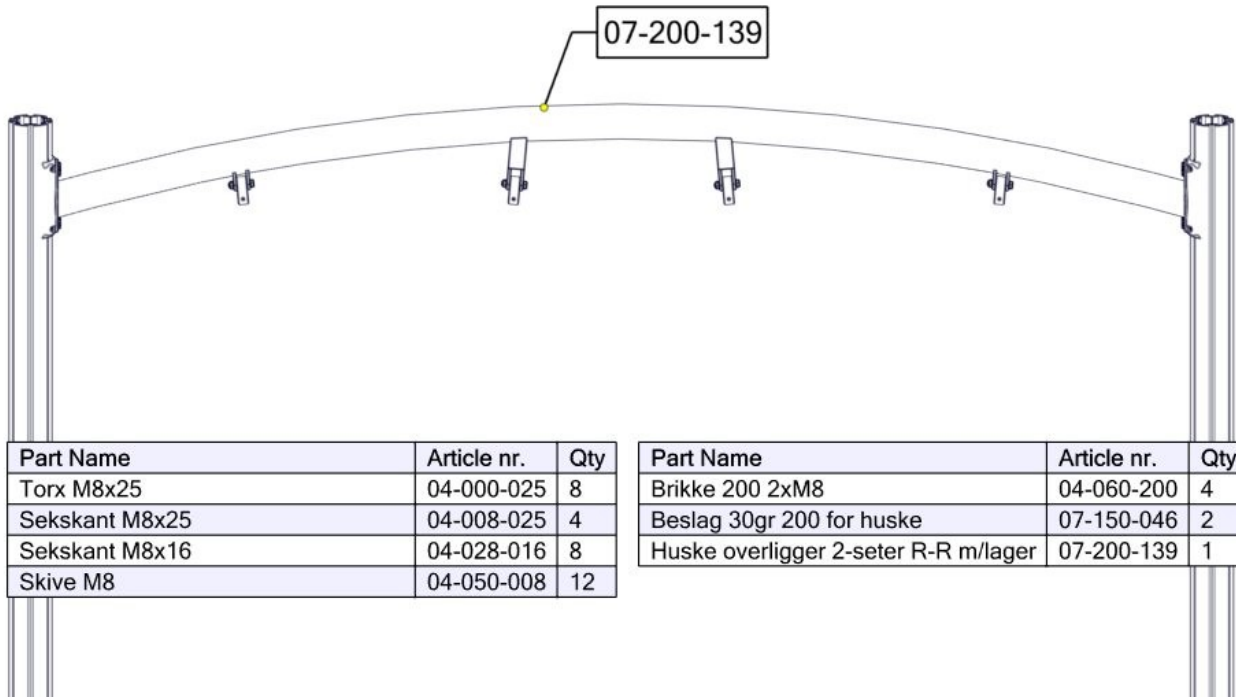 07-200-139
Part Name Article nr. Qty
Torx M8x25 04-000-025 8
Sekskant M8x25 04-008-025 4
Sekskant M8x16 04-028-016 8
Skive M8 04-050-008 12
Part Name Article nr. Qty
Brikke 200 2xM8 04-060-200 4
Beslag 30gr 200 for huske 07-150-046 2
Huske overligger 2-seter R-R m/lager 07-200-139 1